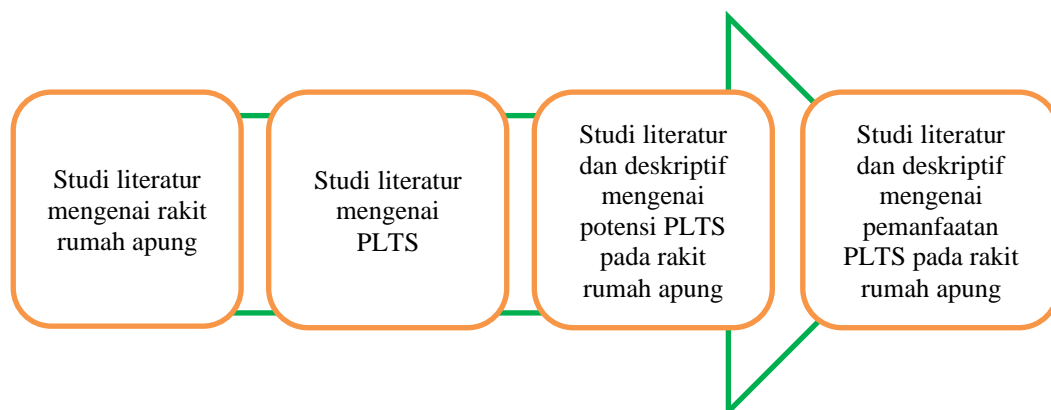 Studi literatur
mengenai rakit
rumah apung
Studi literatur
mengenai
PLTS
Studi literatur
dan deskriptif
mengenai
potensi PLTS
pada rakit
rumah apung
Studi literatur
dan deskriptif
mengenai
pemanfaatan
PLTS pada rakit
rumah apung